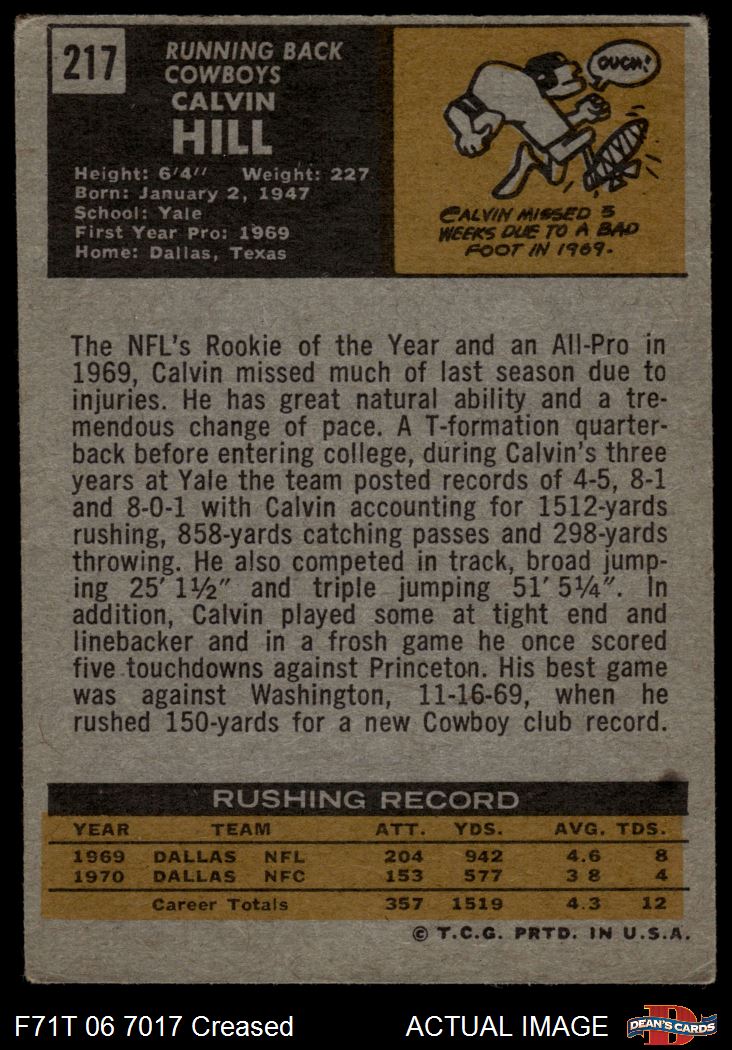 217
RUNNING BACK
COWBOYS
CALVIN
HILL
Height: 6'4" Weight: 227
Born: January 2, 1947
School: Yale
First Year Pro: 1969
Home: Dallas, Texas
OUCH!
CALVIN MISSED 3
WEEKS DUE TO A BAD
FOOT IN 1969.
The NFL's Rookie of the Year and an All-Pro in
1969, Calvin missed much of last season due to
injuries. He has great natural ability and a tre-
mendous change of pace. A T-formation quarter-
back before entering college, during Calvin's three
years at Yale the team posted records of 4-5, 8-1
and 8-0-1 with Calvin accounting for 1512-yards
rushing, 858-yards catching passes and 298-yards
throwing. He also competed in track, broad jump-
ing 25' 1½" and triple jumping 51' 5¼". In
addition, Calvin played some at tight end and
linebacker and in a frosh game he once scored
five touchdowns against Princeton. His best game
was against Washington, 11-16-69, when he
rushed 150-yards for a new Cowboy club record.
RUSHING RECORD
YEAR TEAM ATT. YDS. AVG. TDS.
1969 DALLAS NFL 204 942 4.6 8
1970 DALLAS NFC 153 577 3 8 4
Career Totals 357 1519 4.3 12
© T.C.G. PRTD. IN U.S.A.
F71T 06 7017 Creased ACTUAL IMAGE
D
DEAN'S CARDS